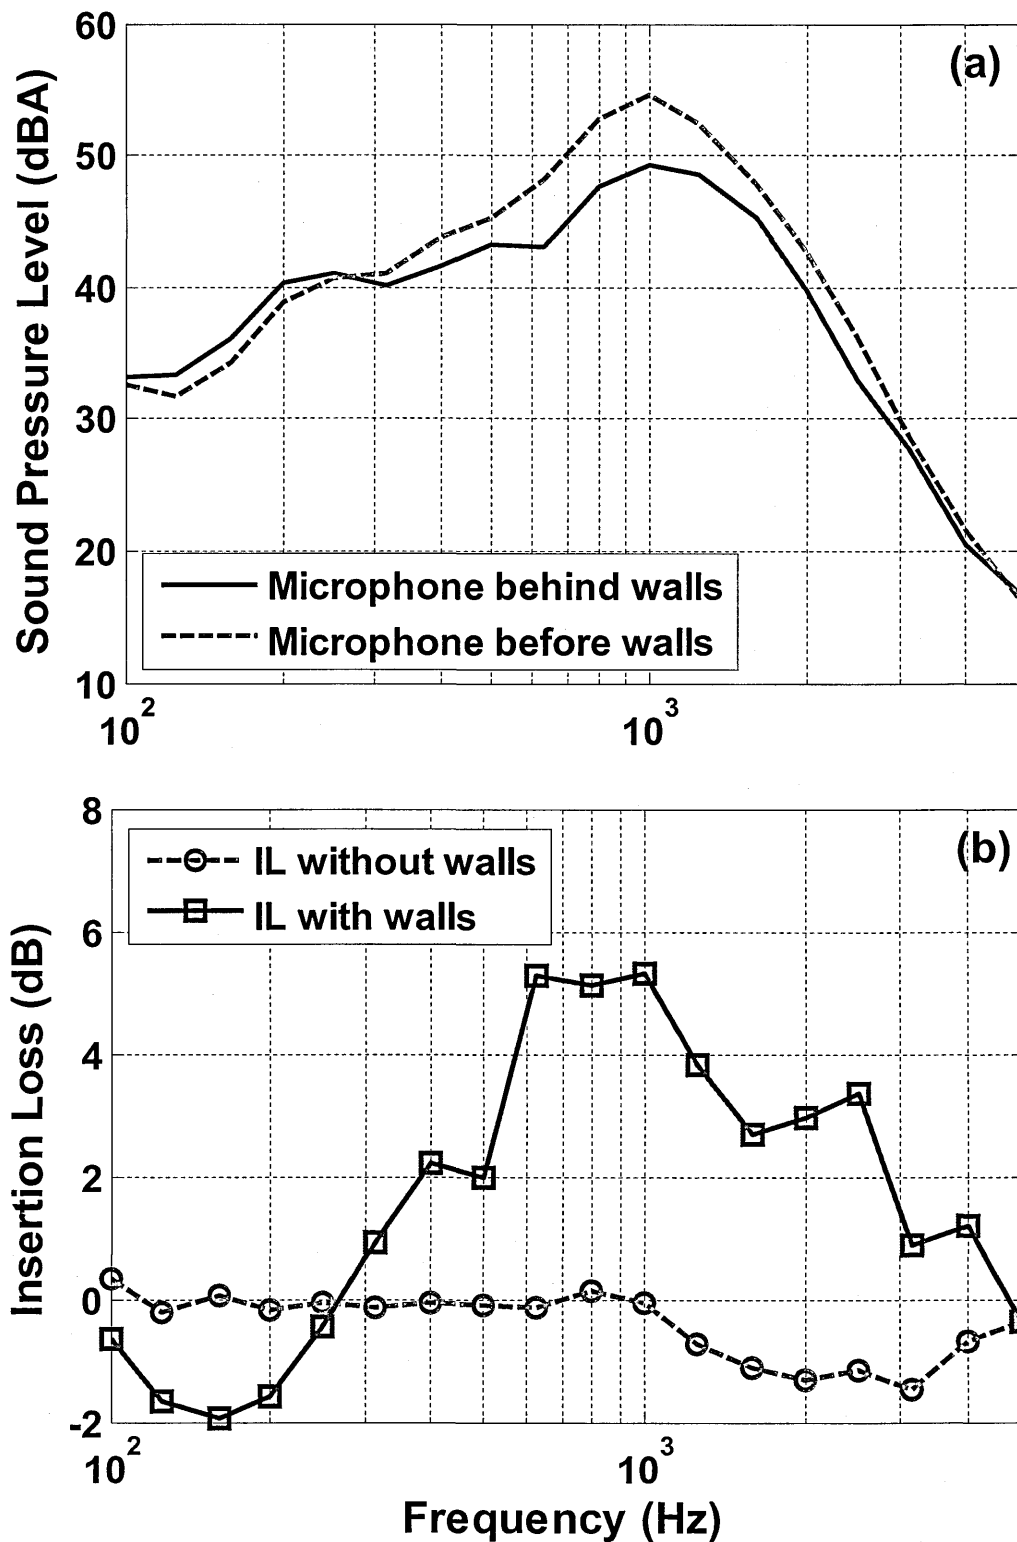 60
(a)
50
40
30
20
10
Sound Pressure Level (dBA)
Microphone behind walls
Microphone before walls
10²
10³
8
(b)
6
4
2
0
-2
Insertion Loss (dB)
IL without walls
IL with walls
10²
10³
Frequency (Hz)